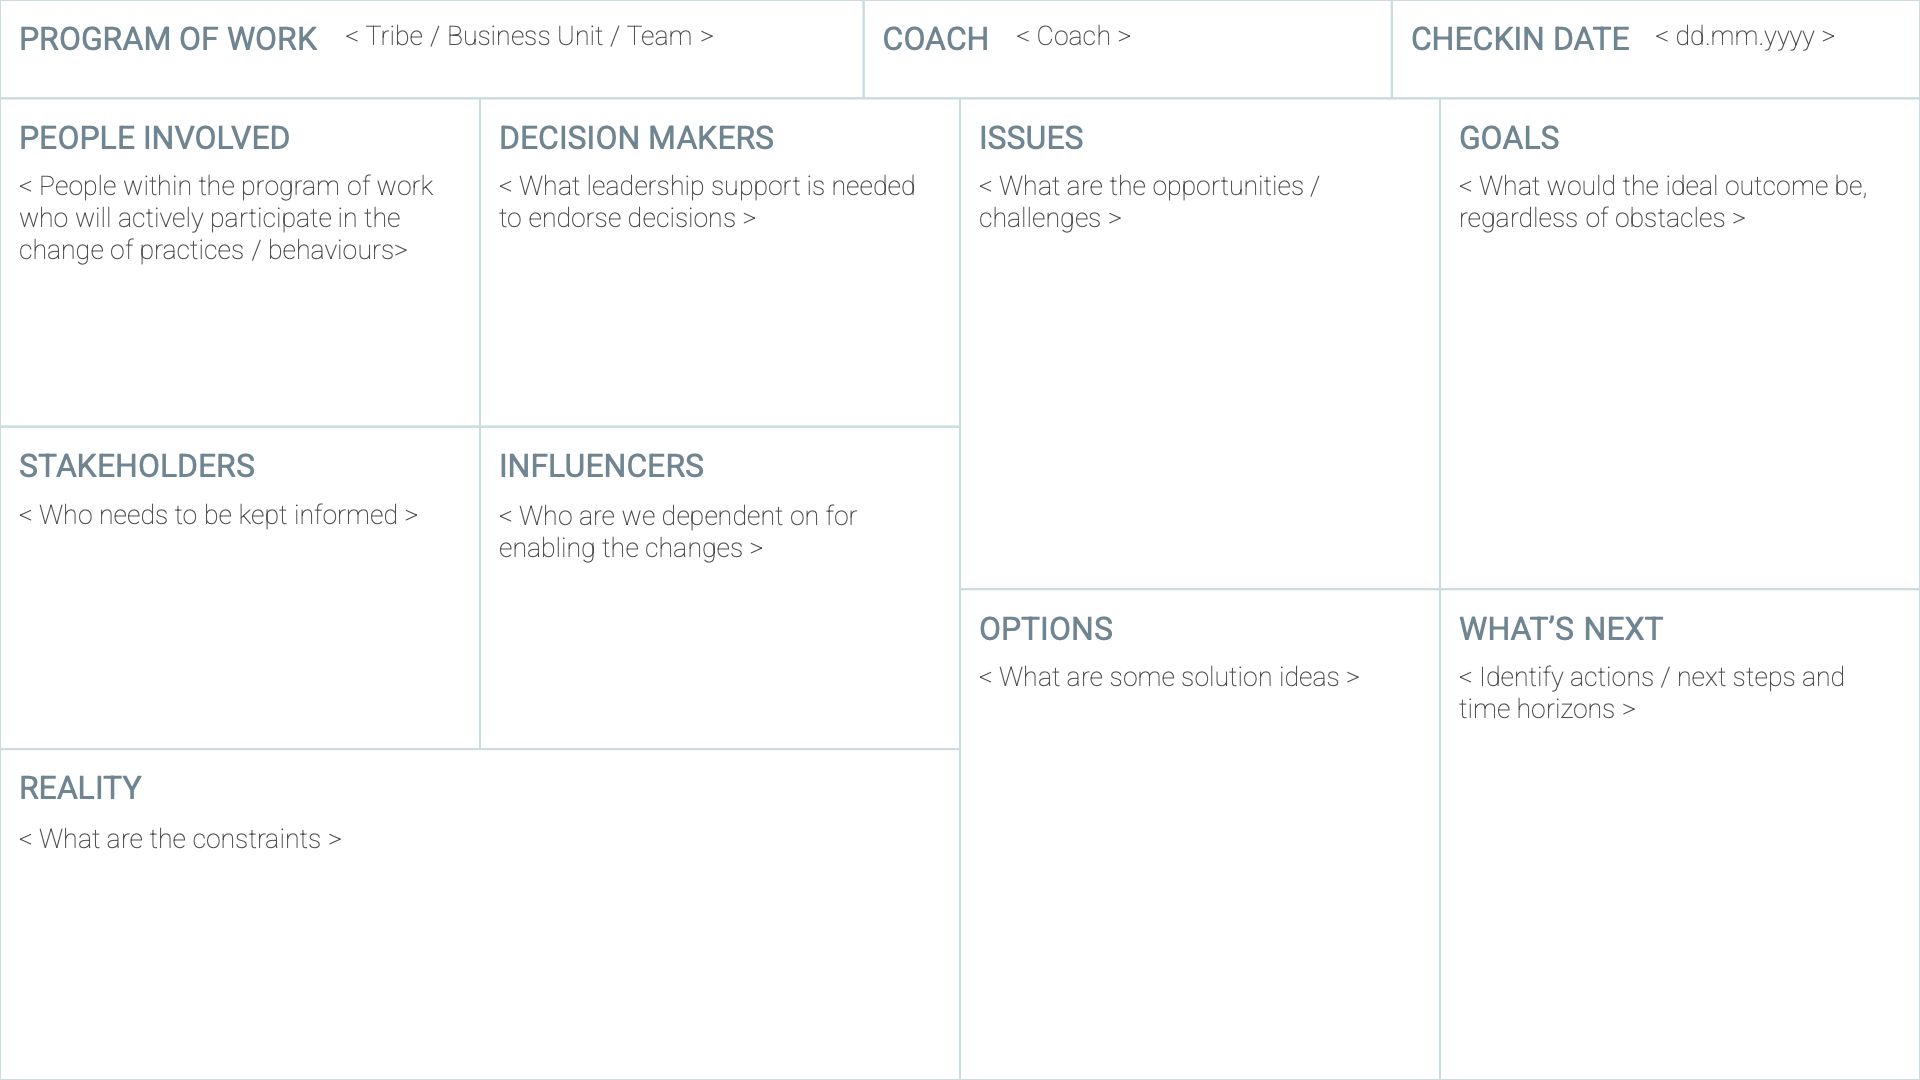 PROGRAM OF WORK < Tribe / Business Unit / Team >
COACH < Coach >
CHECKIN DATE < dd.mm.yyyy >
PEOPLE INVOLVED
< People within the program of work
who will actively participate in the
change of practices / behaviours>
DECISION MAKERS
< What leadership support is needed
to endorse decisions >
ISSUES
< What are the opportunities /
challenges >
GOALS
< What would the ideal outcome be,
regardless of obstacles >
STAKEHOLDERS
< Who needs to be kept informed >
INFLUENCERS
< Who are we dependent on for
enabling the changes >
OPTIONS
< What are some solution ideas >
WHAT’S NEXT
< Identify actions / next steps and
time horizons >
REALITY
< What are the constraints >